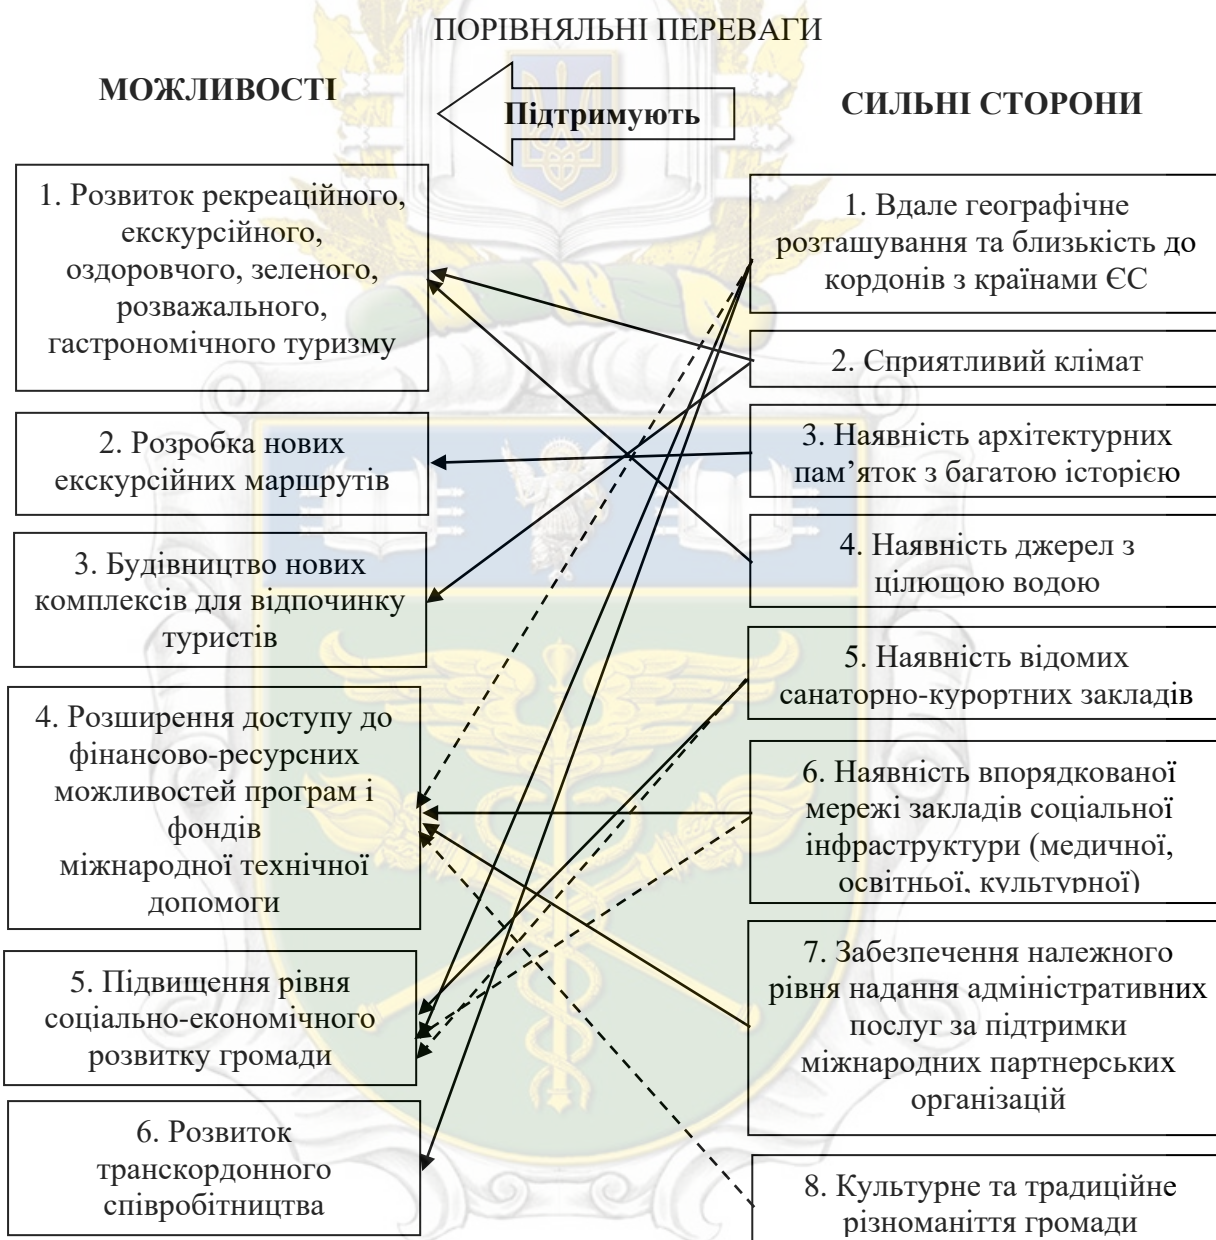 ПОРІВНЯЛЬНІ ПЕРЕВАГИ
МОЖЛИВОСТІ
Підтримують
СИЛЬНІ СТОРОНИ
1. Розвиток рекреаційного,
екскурсійного,
оздоровчого, зеленого,
розважального,
гастрономічного туризму
2. Розробка нових
екскурсійних маршрутів
3. Будівництво нових
комплексів для відпочинку
туристів
4. Розширення доступу до
фінансово-ресурсних
можливостей програм і
фондів
міжнародної технічної
допомоги
5. Підвищення рівня
соціально-економічного
розвитку громади
6. Розвиток
транскордонного
співробітництва
1. Вдале географічне
розташування та близькість до
кордонів з країнами ЄС
2. Сприятливий клімат
3. Наявність архітектурних
пам’яток з багатою історією
4. Наявність джерел з
цілющою водою
5. Наявність відомих
санаторно-курортних закладів
6. Наявність впорядкованої
мережі закладів соціальної
інфраструктури (медичної,
освітньої, культурної)
7. Забезпечення належного
рівня надання адміністративних
послуг за підтримки
міжнародних партнерських
організацій
8. Культурне та традиційне
різноманіття громади